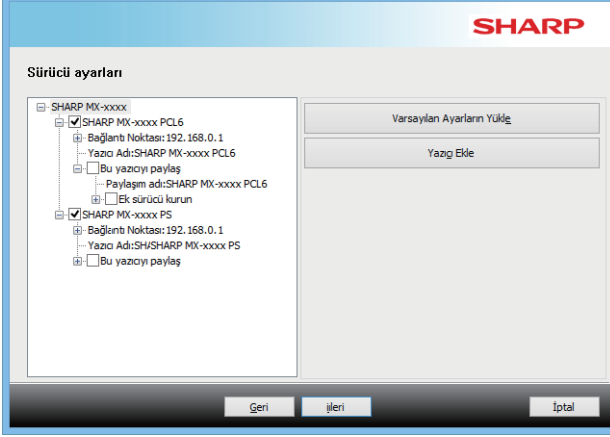 SHARP
Sürücü ayarları
SHARP MX-xxxx
SHARP MX-xxxx PCL6
Bağlantı Noktası:192.168.0.1
Yazıcı Adı:SHARP MX-xxxx PCL6
Bu yazıcıyı paylaş
Paylaşım adı:SHARP MX-xxxx PCL6
Ek sürücü kurun
SHARP MX-xxxx PS
Bağlantı Noktası:192.168.0.1
Yazıcı Adı:SH/SHARP MX-xxxx PS
Bu yazıcıyı paylaş
Varsayılan Ayarların Yükle
Yazıcı Ekle
Geri
iileri
İptal